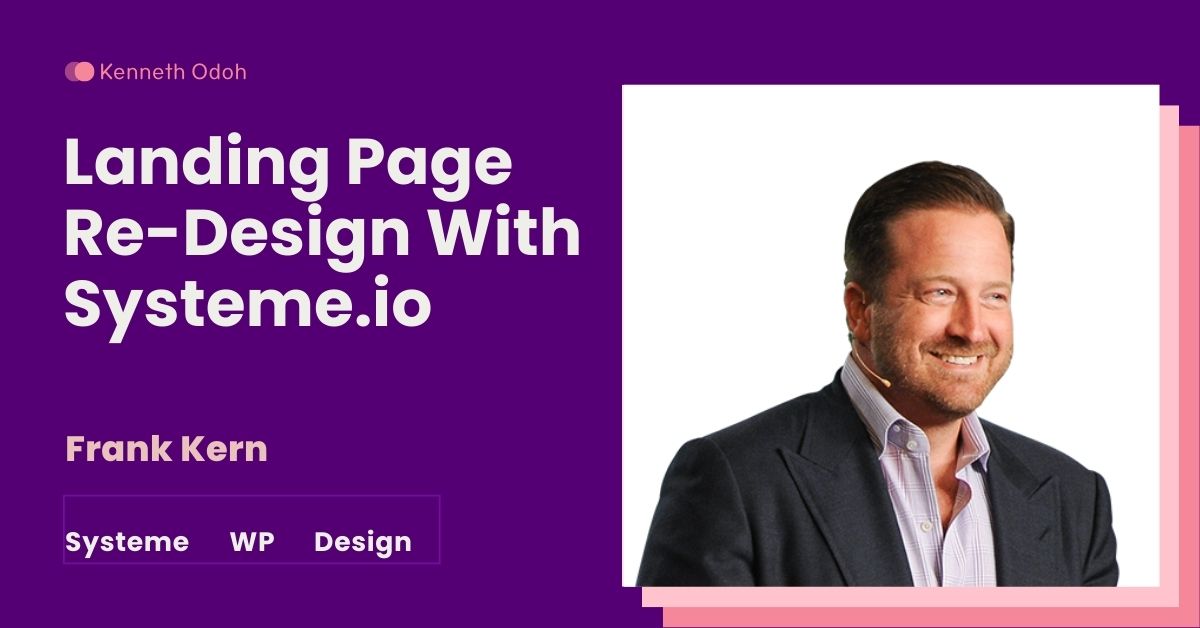 Kenneth Odoh
Landing Page
Re-Design With
Systeme.io
Frank Kern
Systeme WP Design